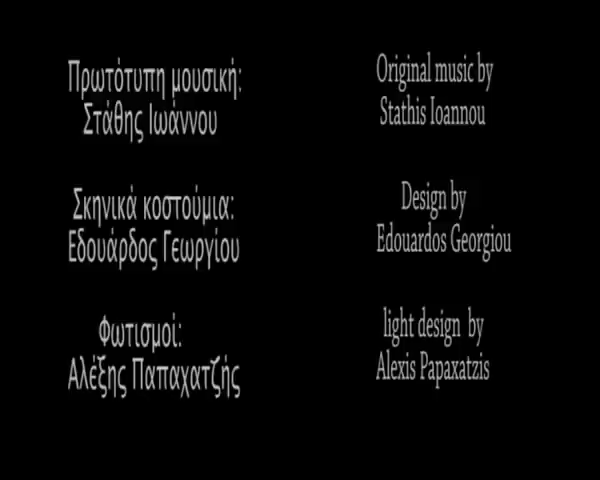 Πρωτότυπη μουσική:
Στάθης Ιωάννου
Σκηνικά κοστούμια:
Εδουάρδος Γεωργίου
Φωτισμοί:
Αλέξης Παπαχατζής
Original music by
Stathis Ioannou
Design by
Edouardos Georgiou
light design by
Alexis Papaxatzis